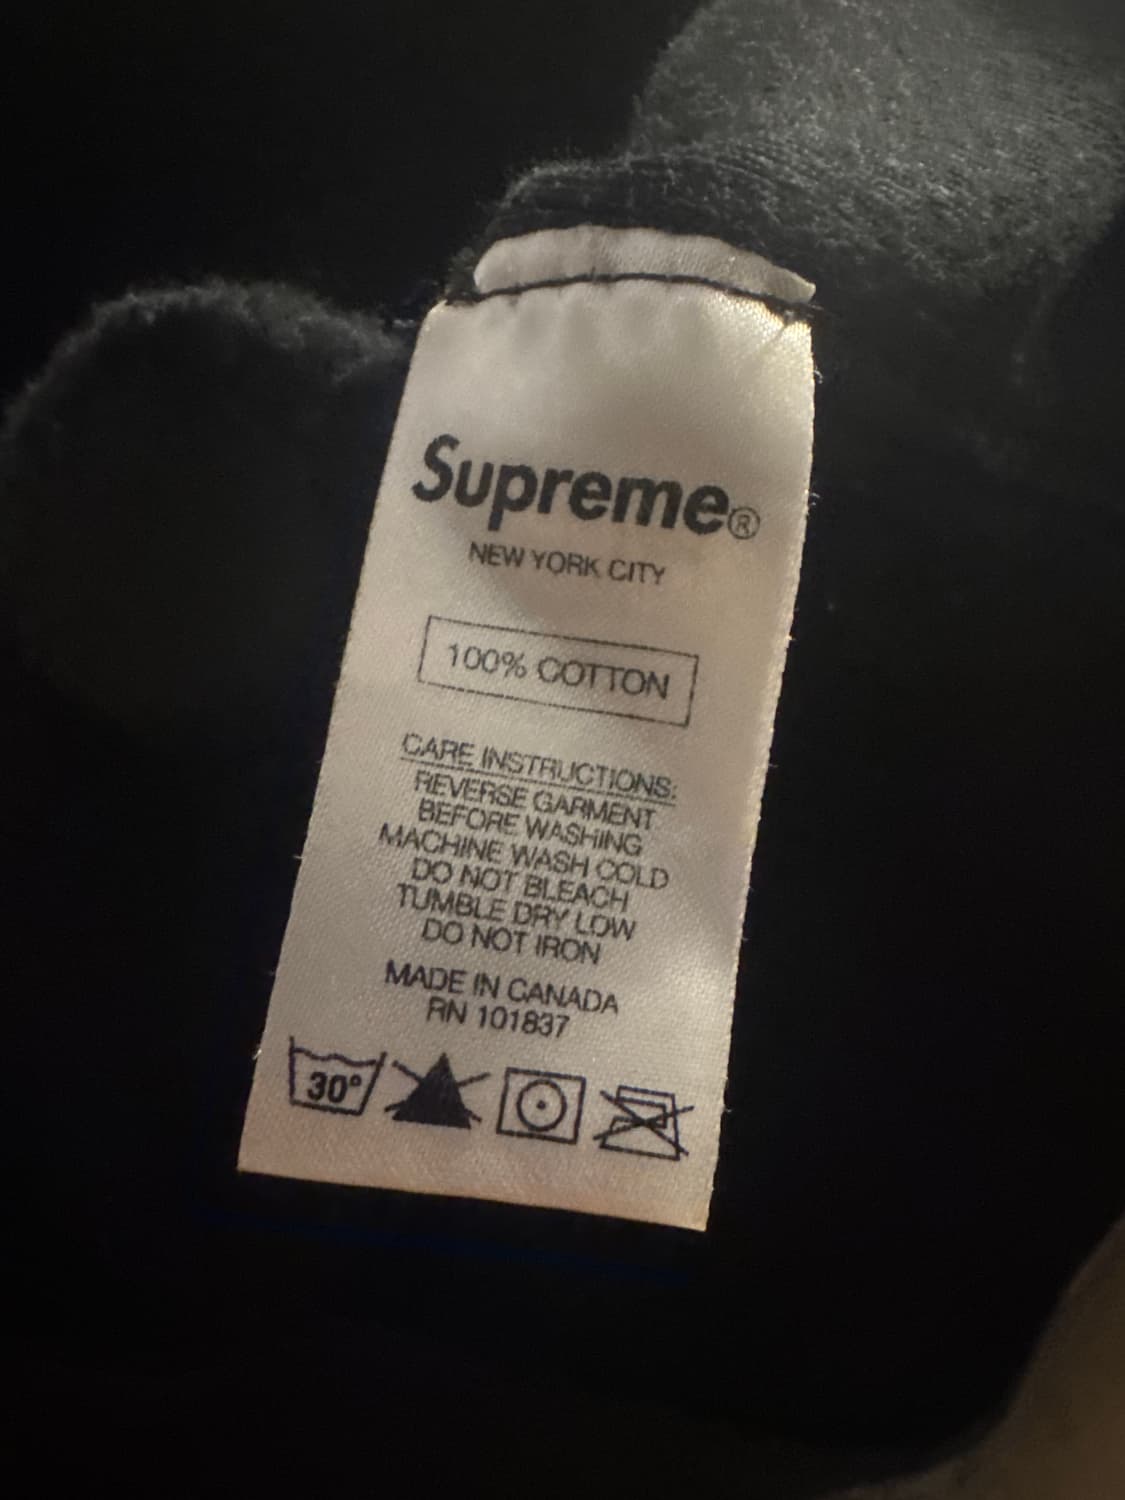 Supreme®
NEW YORK CITY
100% COTTON
CARE INSTRUCTIONS:
REVERSE GARMENT
BEFORE WASHING
MACHINE WASH COLD
DO NOT BLEACH
TUMBLE DRY LOW
DO NOT IRON
MADE IN CANADA
RN 101837
30°